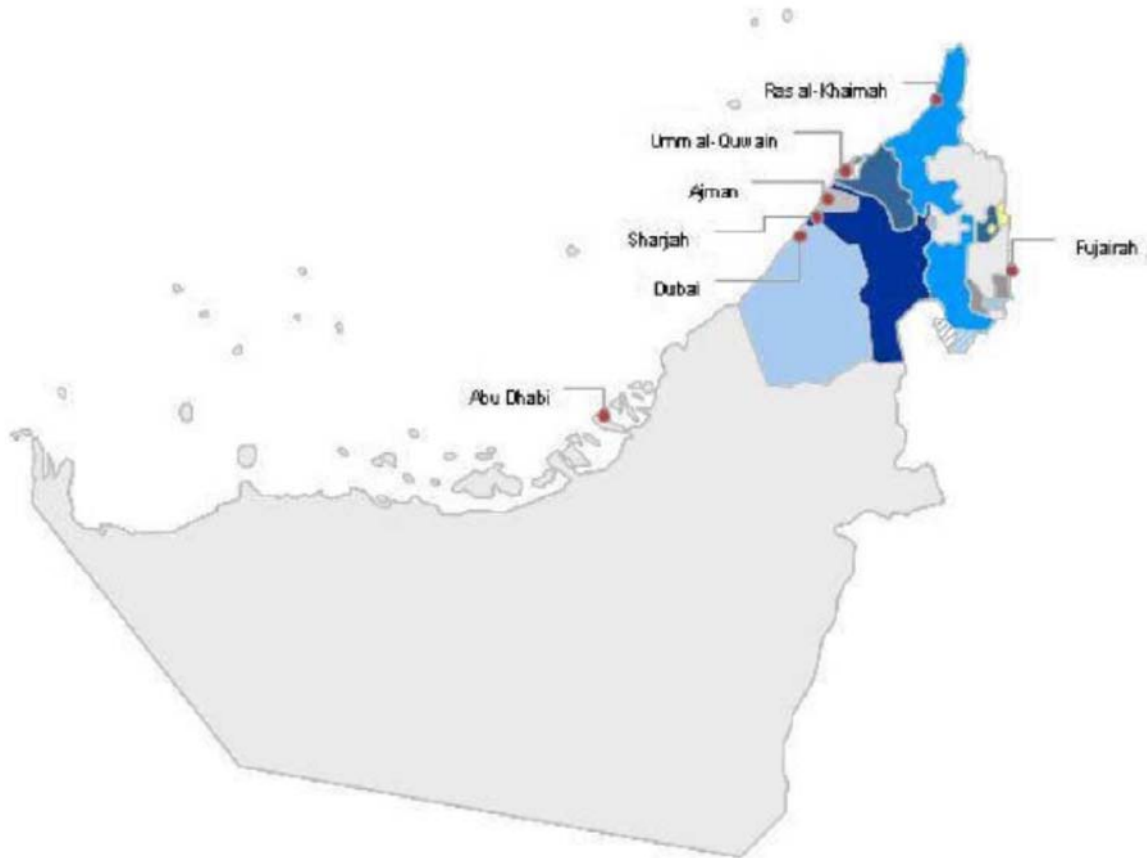 Ras al-Khaimah
Umm al-Quwain
Ajman
Sharjah
Fujairah
Dubai
Abu Dhabi